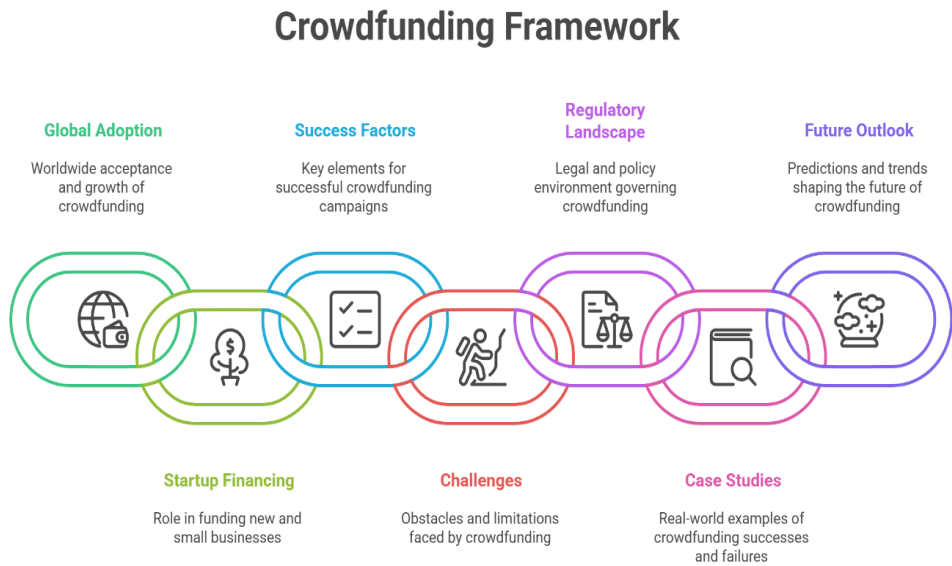 Crowdfunding Framework
Global Adoption
Worldwide acceptance
and growth of
crowdfunding
Success Factors
Key elements for
successful crowdfunding
campaigns
Regulatory
Landscape
Legal and policy
environment governing
crowdfunding
Future Outlook
Predictions and trends
shaping the future of
crowdfunding
$
Startup Financing
Role in funding new and
small businesses
Challenges
Obstacles and limitations
faced by crowdfunding
Case Studies
Real-world examples of
crowdfunding successes
and failures